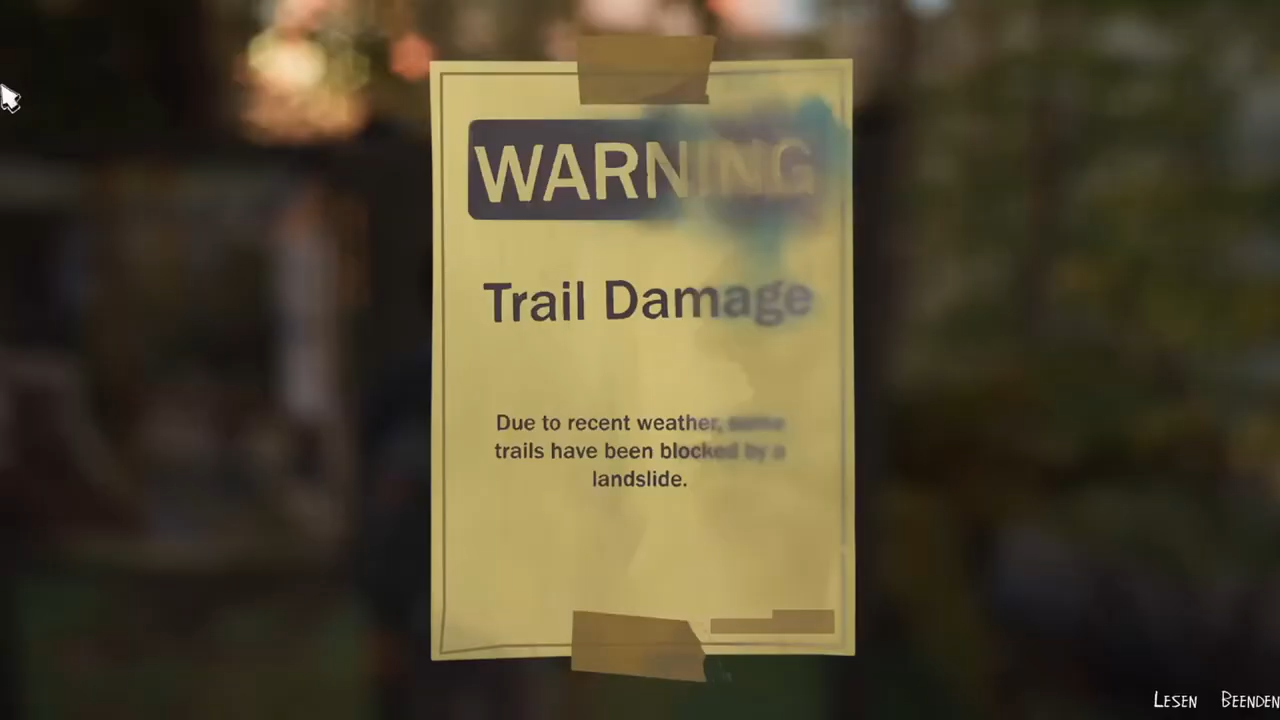 WARNING
Trail Damage
Due to recent weather, some
trails have been blocked by a
landslide.
LESEN BEENDEN